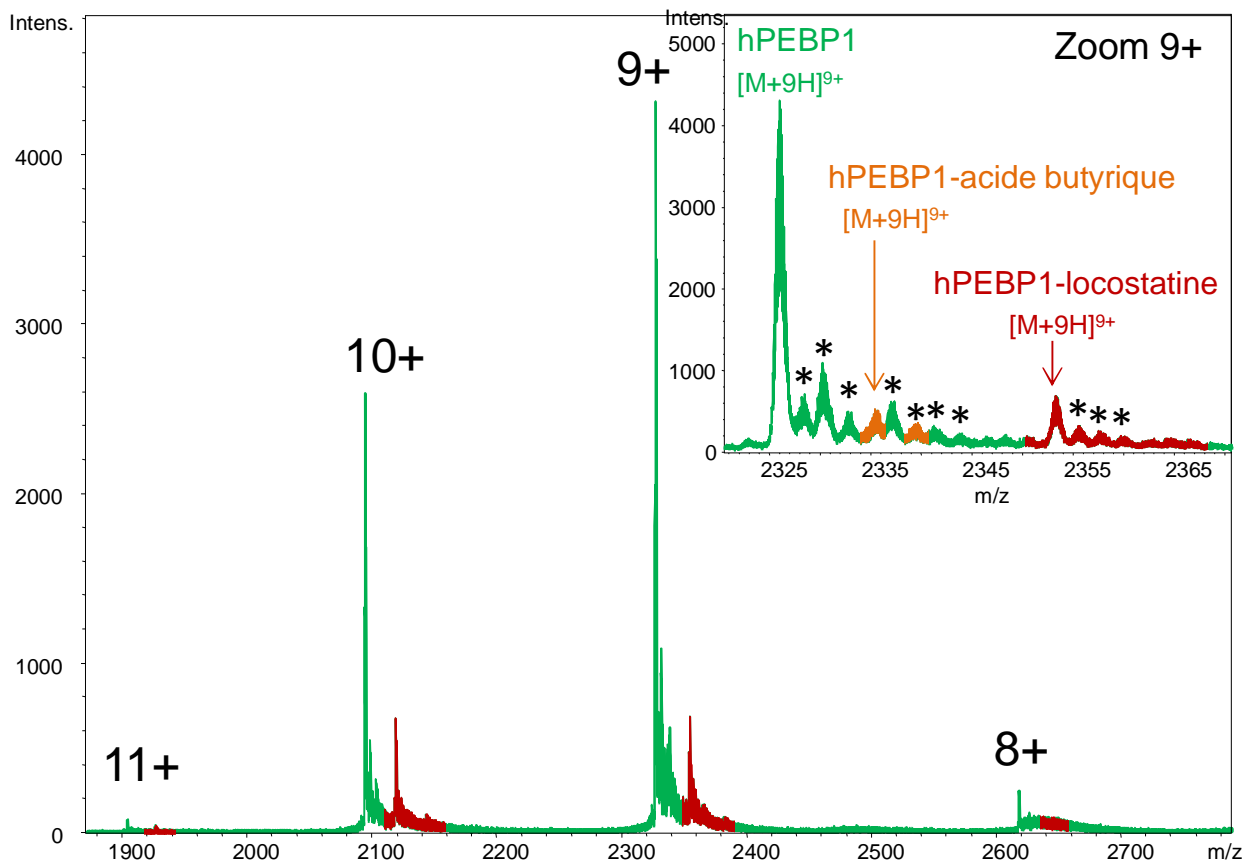 Intens.
4000
3000
2000
1000
0
11+
10+
9+
8+
1900 2000 2100 2200 2300 2400 2500 2600 2700 m/z
Intens.
5000
4000
3000
2000
1000
0
hPEBP1
[M+9H]9+
Zoom 9+
hPEBP1-acide butyrique
[M+9H]9+
hPEBP1-locostatine
[M+9H]9+
* * * * * * * * * *
2325 2335 2345 2355 2365
m/z